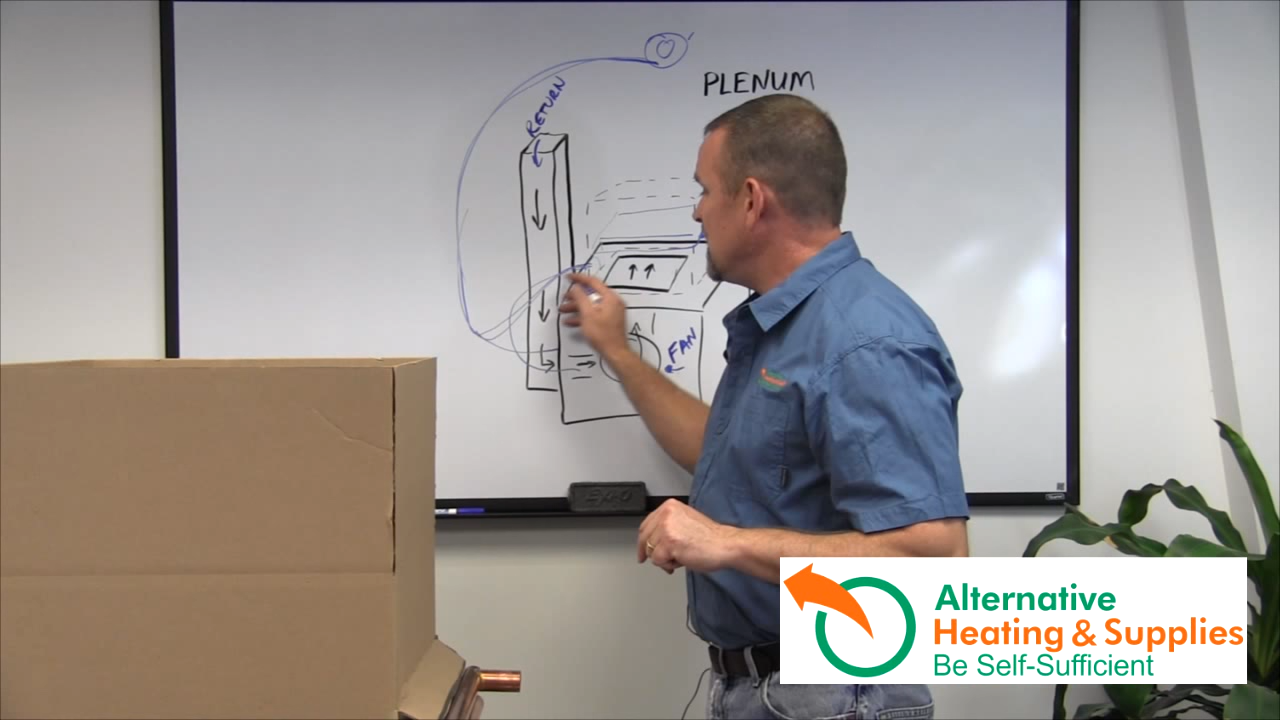 PLENUM
RETURN
FAN
EXPO
Alternative
Heating & Supplies
Be Self-Sufficient